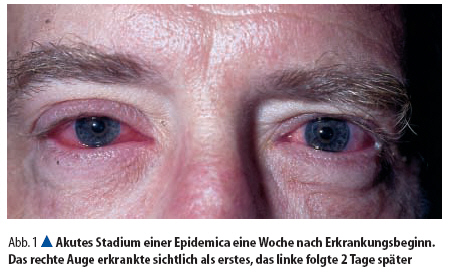 Abb. 1 ▲ Akutes Stadium einer Epidemica eine Woche nach Erkrankungsbeginn.
Das rechte Auge erkrankte sichtlich als erstes, das linke folgte 2 Tage später